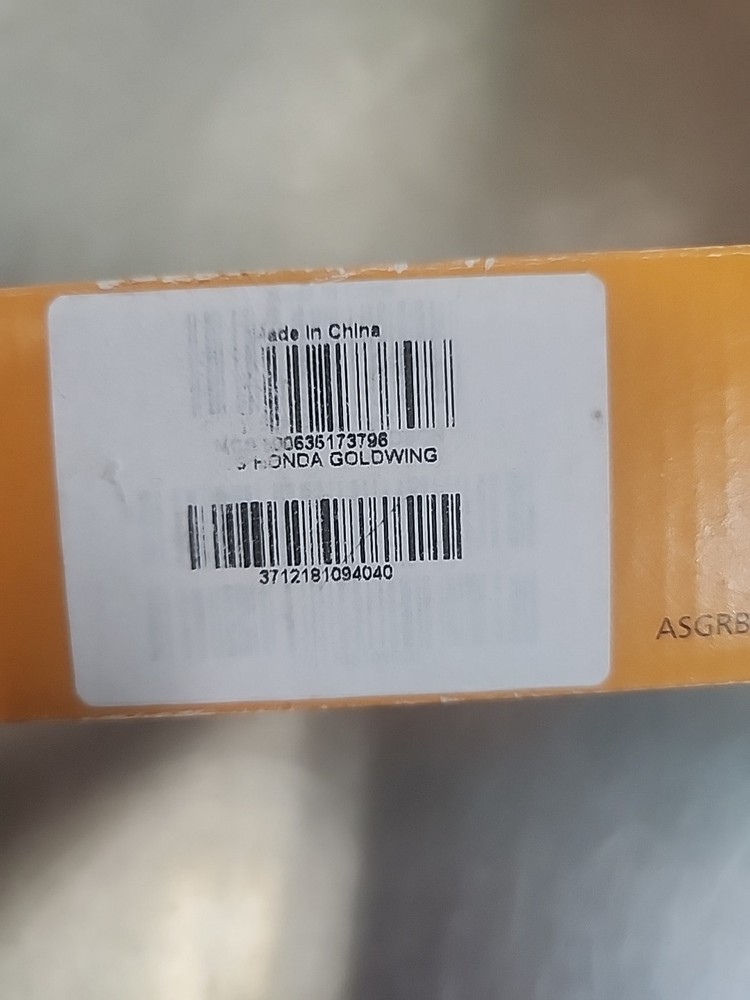 Made In China
00635173796
HONDA GOLDWING
3712181094040
ASGRB